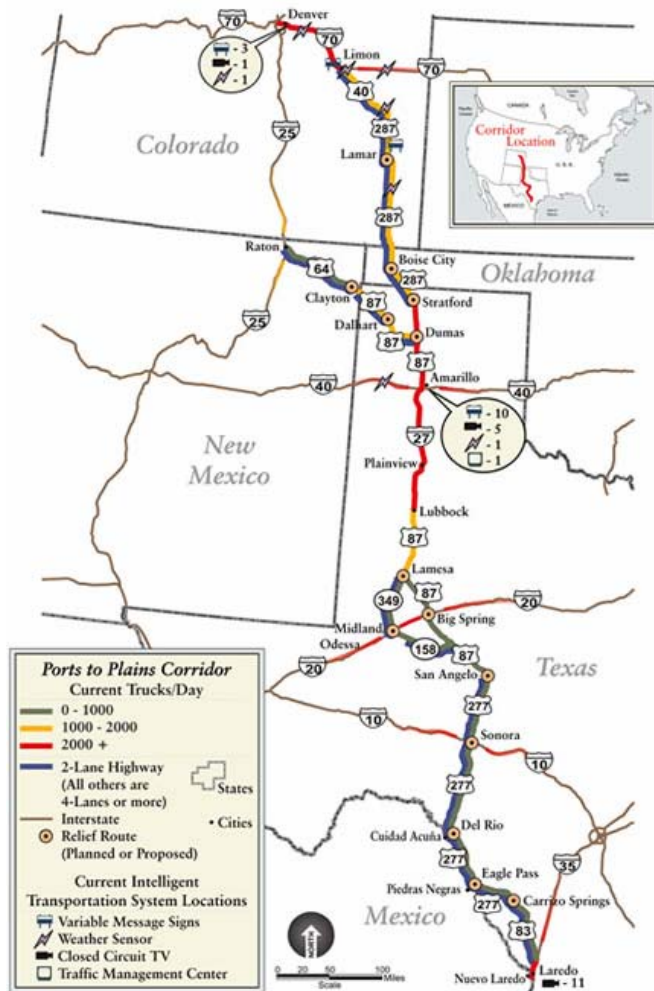 70
Denver
70
- 3
- 1
- 1
Limon
70
40
25
287
Colorado
Lamar
287
Corridor
Location
CANADA
U. S.
MEXICO
Raton
64
Boise City
287
Oklahoma
Clayton
87
Stratford
Dalhart
87
Dumas
25
87
Amarillo
40
40
- 10
- 5
- 1
- 1
27
New
Mexico
Plainview
Lubbock
87
Lamesa
87
349
20
Big Spring
Midland
Odessa
158
87
Texas
20
San Angelo
277
10
Sonora
10
277
Del Rio
Cuidad Acuña
277
35
Eagle Pass
Piedras Negras
277
Carrizo Springs
Mexico
83
Laredo
Nuevo Laredo
- 11
Ports to Plains Corridor
Current Trucks/Day
0 - 1000
1000 - 2000
2000 +
2-Lane Highway
(All others are
4-Lanes or more)
States
Interstate
Cities
Relief Route
(Planned or Proposed)
Current Intelligent
Transportation System Locations
Variable Message Signs
Weather Sensor
Closed Circuit TV
Traffic Management Center
NORTH
0
50
100
Miles
Scale